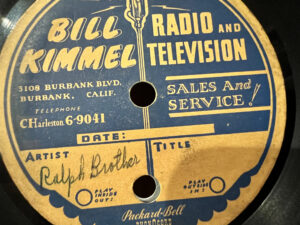 BILL KIMMEL
RADIO AND TELEVISION
3108 BURBANK BLVD.
BURBANK, CALIF.
TELEPHONE
CHarleston 6-9041
SALES And SERVICE!
DATE:
ARTIST
TITLE
Ralph Brother
PLAY INSIDE OUT:
PLAY OUTSIDE IN:
Packard-Bell
PHONOCORD